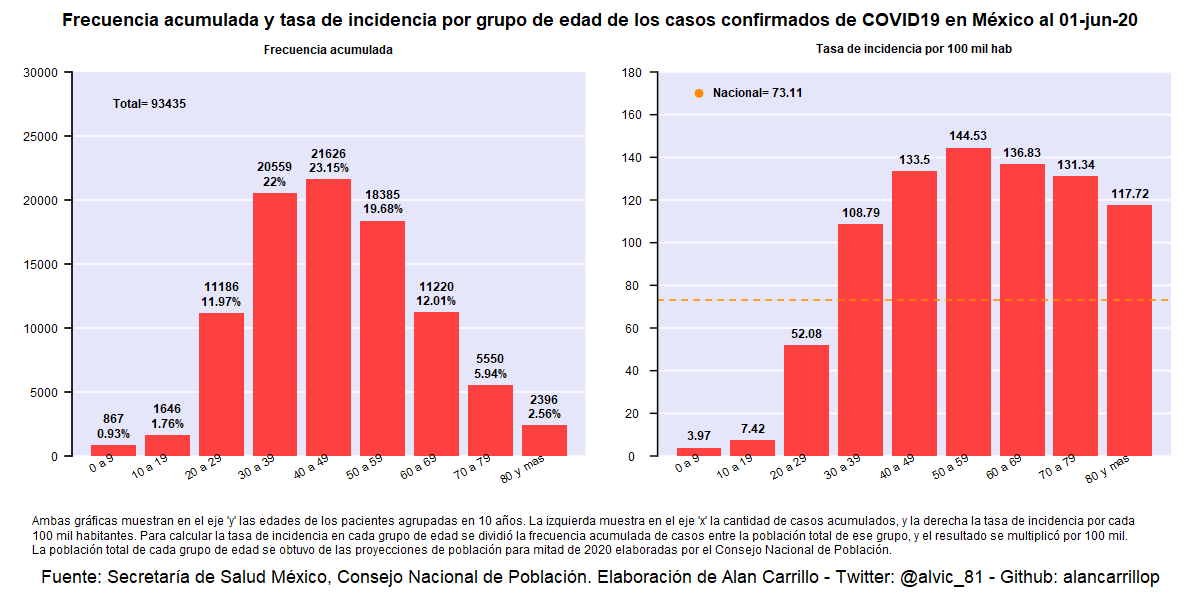 Frecuencia acumulada y tasa de incidencia por grupo de edad de los casos confirmados de COVID19 en México al 01-jun-20
Frecuencia acumulada
30000
25000
20000
15000
10000
5000
0
Total= 93435
867
0.93%
1646
1.76%
11186
11.97%
20559
22%
21626
23.15%
18385
19.68%
11220
12.01%
5550
5.94%
2396
2.56%
0 a 9
10 a 19
20 a 29
30 a 39
40 a 49
50 a 59
60 a 69
70 a 79
80 y mas
Tasa de incidencia por 100 mil hab
180
160
140
120
100
80
60
40
20
0
Nacional= 73.11
3.97
7.42
52.08
108.79
133.5
144.53
136.83
131.34
117.72
0 a 9
10 a 19
20 a 29
30 a 39
40 a 49
50 a 59
60 a 69
70 a 79
80 y mas
Ambas gráficas muestran en el eje 'y' las edades de los pacientes agrupadas en 10 años. La izquierda muestra en el eje 'x' la cantidad de casos acumulados, y la derecha la tasa de incidencia por cada
100 mil habitantes. Para calcular la tasa de incidencia en cada grupo de edad se dividió la frecuencia acumulada de casos entre la población total de ese grupo, y el resultado se multiplicó por 100 mil.
La población total de cada grupo de edad se obtuvo de las proyecciones de población para mitad de 2020 elaboradas por el Consejo Nacional de Población.
Fuente: Secretaría de Salud México, Consejo Nacional de Población. Elaboración de Alan Carrillo - Twitter: @alvic_81 - Github: alancarrillop